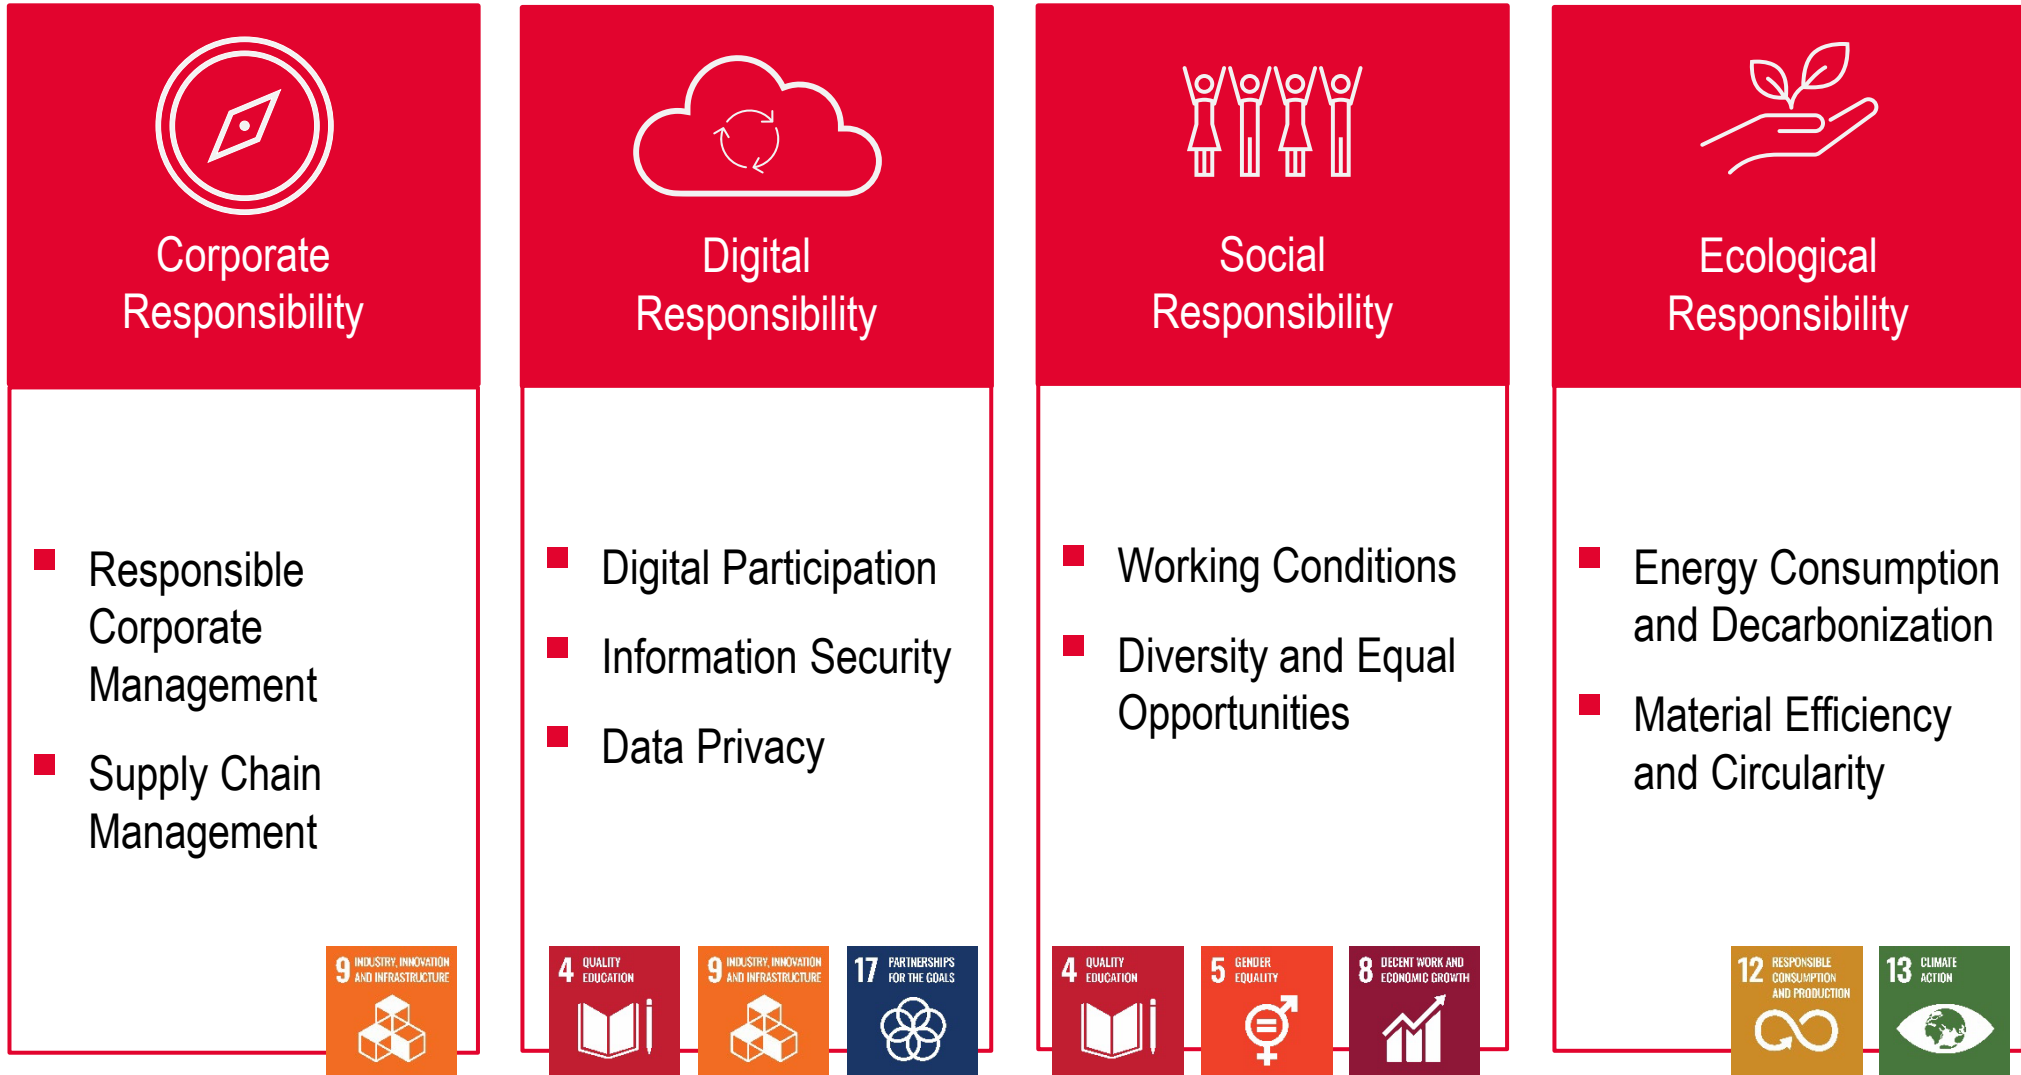 Corporate
Responsibility
Responsible
Corporate
Management
Supply Chain
Management
9 INDUSTRY, INNOVATION
AND INFRASTRUCTURE
Digital
Responsibility
Digital Participation
Information Security
Data Privacy
4 QUALITY
EDUCATION
9 INDUSTRY, INNOVATION
AND INFRASTRUCTURE
17 PARTNERSHIPS
FOR THE GOALS
Social
Responsibility
Working Conditions
Diversity and Equal
Opportunities
4 QUALITY
EDUCATION
5 GENDER
EQUALITY
8 DECENT WORK AND
ECONOMIC GROWTH
Ecological
Responsibility
Energy Consumption
and Decarbonization
Material Efficiency
and Circularity
12 RESPONSIBLE
CONSUMPTION
AND PRODUCTION
13 CLIMATE
ACTION